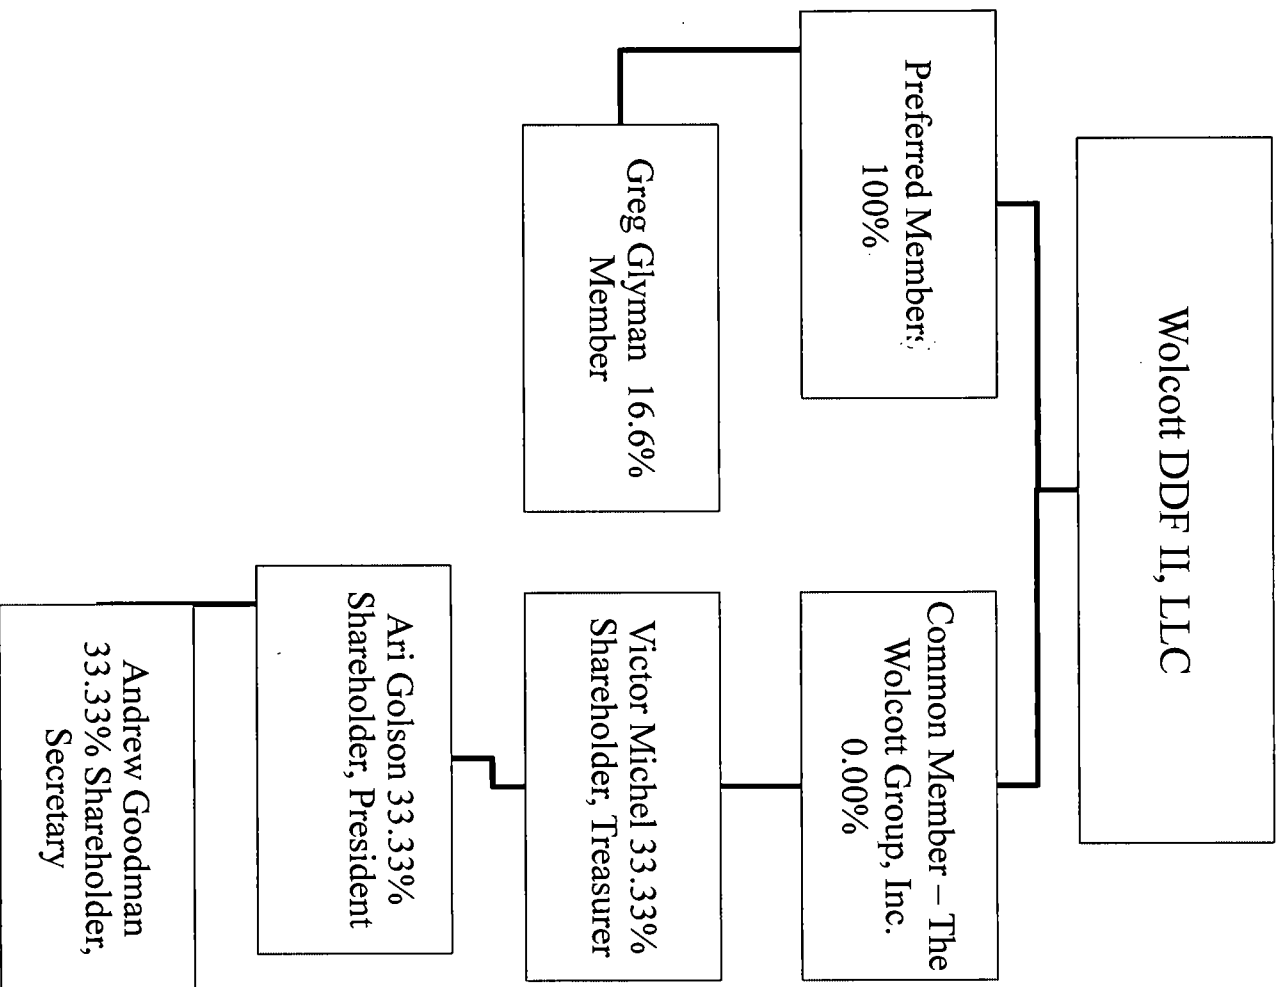 Wolcott DDF II, LLC
Preferred Members
100%
Common Member – The
Wolcott Group, Inc.
0.00%
Greg Glyman 16.6%
Member
Victor Michel 33.33%
Shareholder, Treasurer
Ari Golson 33.33%
Shareholder, President
Andrew Goodman
33.33% Shareholder,
Secretary